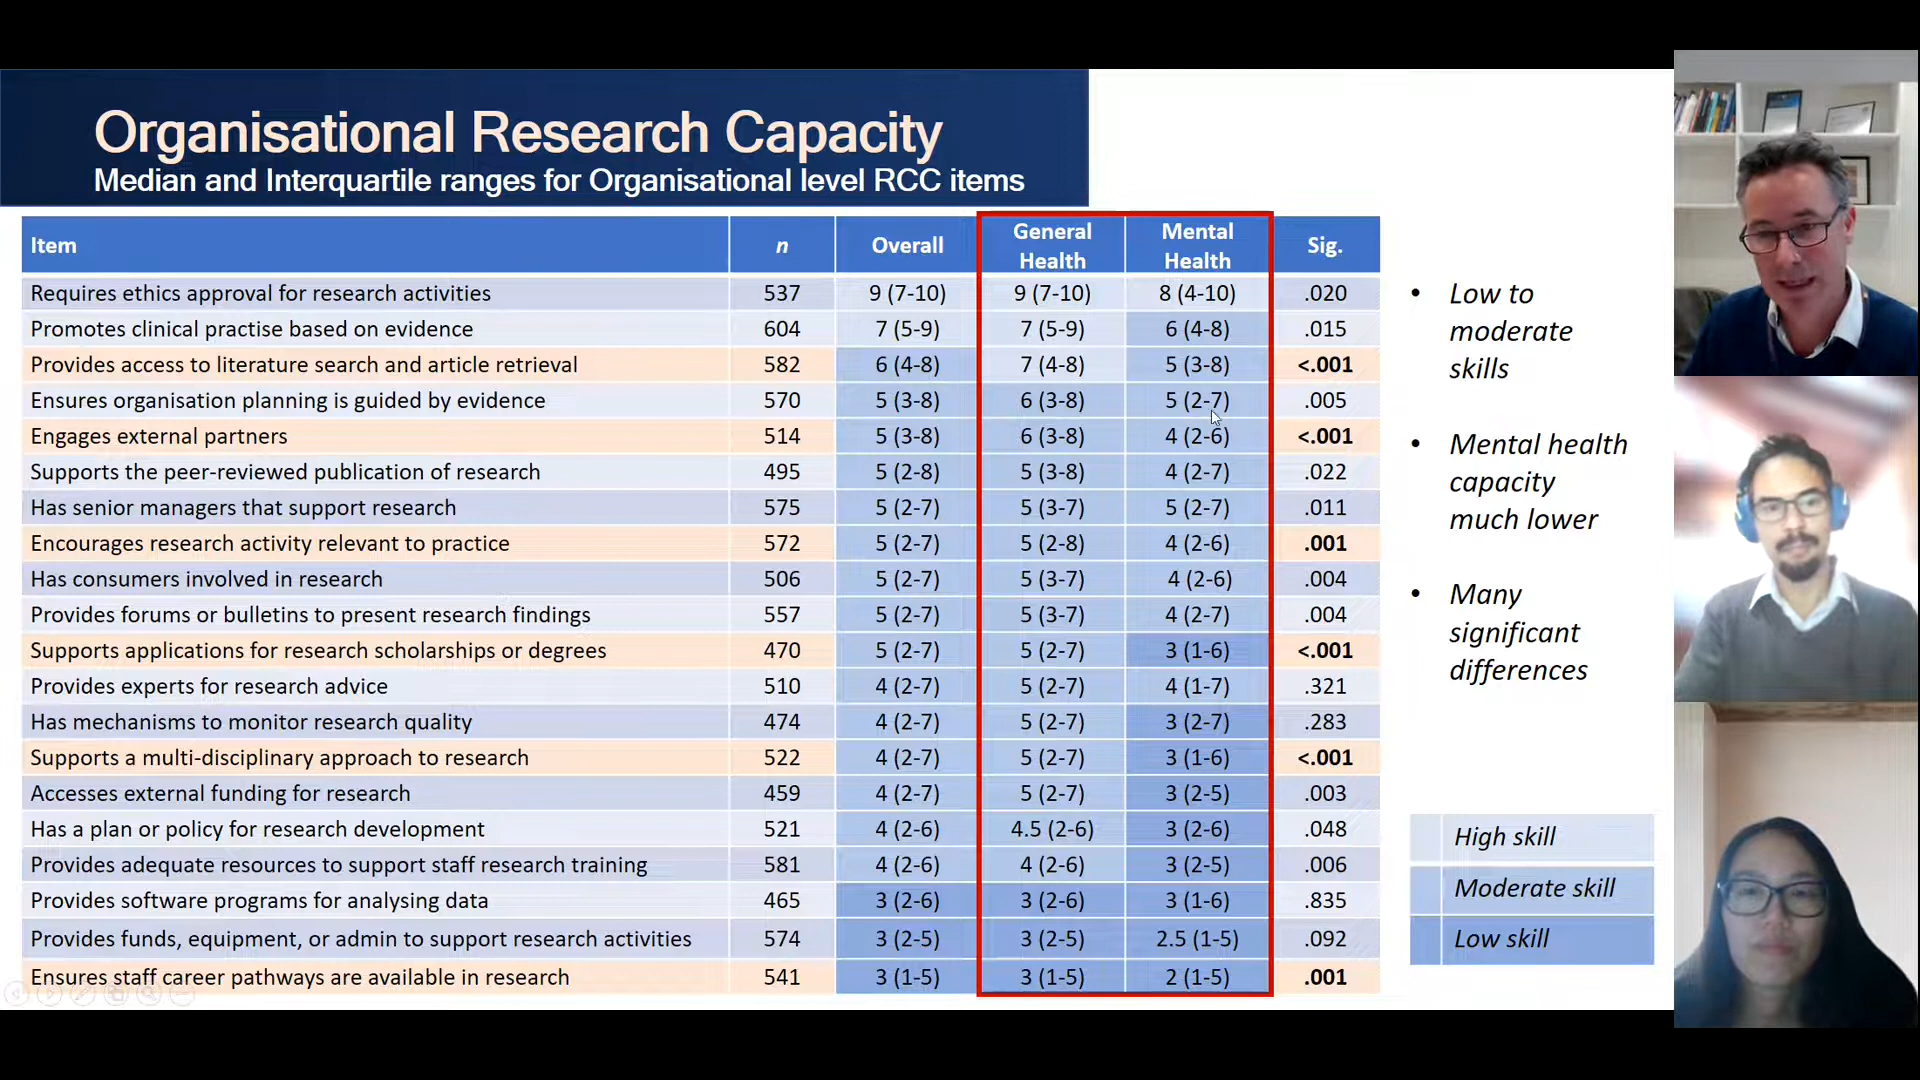 Organisational Research Capacity
Median and Interquartile ranges for Organisational level RCC items
Item n Overall General Health Mental Health Sig.
Requires ethics approval for research activities 537 9 (7-10) 9 (7-10) 8 (4-10) .020
Promotes clinical practise based on evidence 604 7 (5-9) 7 (5-9) 6 (4-8) .015
Provides access to literature search and article retrieval 582 6 (4-8) 7 (4-8) 5 (3-8) <.001
Ensures organisation planning is guided by evidence 570 5 (3-8) 6 (3-8) 5 (2-7) .005
Engages external partners 514 5 (3-8) 6 (3-8) 4 (2-6) <.001
Supports the peer-reviewed publication of research 495 5 (2-8) 5 (3-8) 4 (2-7) .022
Has senior managers that support research 575 5 (2-7) 5 (3-7) 5 (2-7) .011
Encourages research activity relevant to practice 572 5 (2-7) 5 (2-8) 4 (2-6) .001
Has consumers involved in research 506 5 (2-7) 5 (3-7) 4 (2-6) .004
Provides forums or bulletins to present research findings 557 5 (2-7) 5 (3-7) 4 (2-7) .004
Supports applications for research scholarships or degrees 470 5 (2-7) 5 (2-7) 3 (1-6) <.001
Provides experts for research advice 510 4 (2-7) 5 (2-7) 4 (1-7) .321
Has mechanisms to monitor research quality 474 4 (2-7) 5 (2-7) 3 (2-7) .283
Supports a multi-disciplinary approach to research 522 4 (2-7) 5 (2-7) 3 (1-6) <.001
Accesses external funding for research 459 4 (2-7) 5 (2-7) 3 (2-5) .003
Has a plan or policy for research development 521 4 (2-6) 4.5 (2-6) 3 (2-6) .048
Provides adequate resources to support staff research training 581 4 (2-6) 4 (2-6) 3 (2-5) .006
Provides software programs for analysing data 465 3 (2-6) 3 (2-6) 3 (1-6) .835
Provides funds, equipment, or admin to support research activities 574 3 (2-5) 3 (2-5) 2.5 (1-5) .092
Ensures staff career pathways are available in research 541 3 (1-5) 3 (1-5) 2 (1-5) .001
• Low to
moderate
skills
• Mental health
capacity
much lower
• Many
significant
differences
High skill
Moderate skill
Low skill